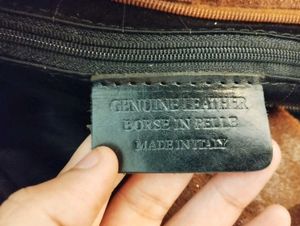 GENUINE LEATHER
BORSE IN PELLE
MADE IN ITALY